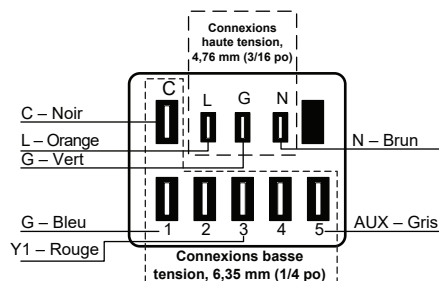 Connexions
haute tension,
4,76 mm (3/16 po)
C
L G N
C – Noir
L – Orange
G – Vert
N – Brun
G – Bleu
1 2 3 4 5
AUX – Gris
Y1 – Rouge
Connexions basse
tension, 6,35 mm (1/4 po)